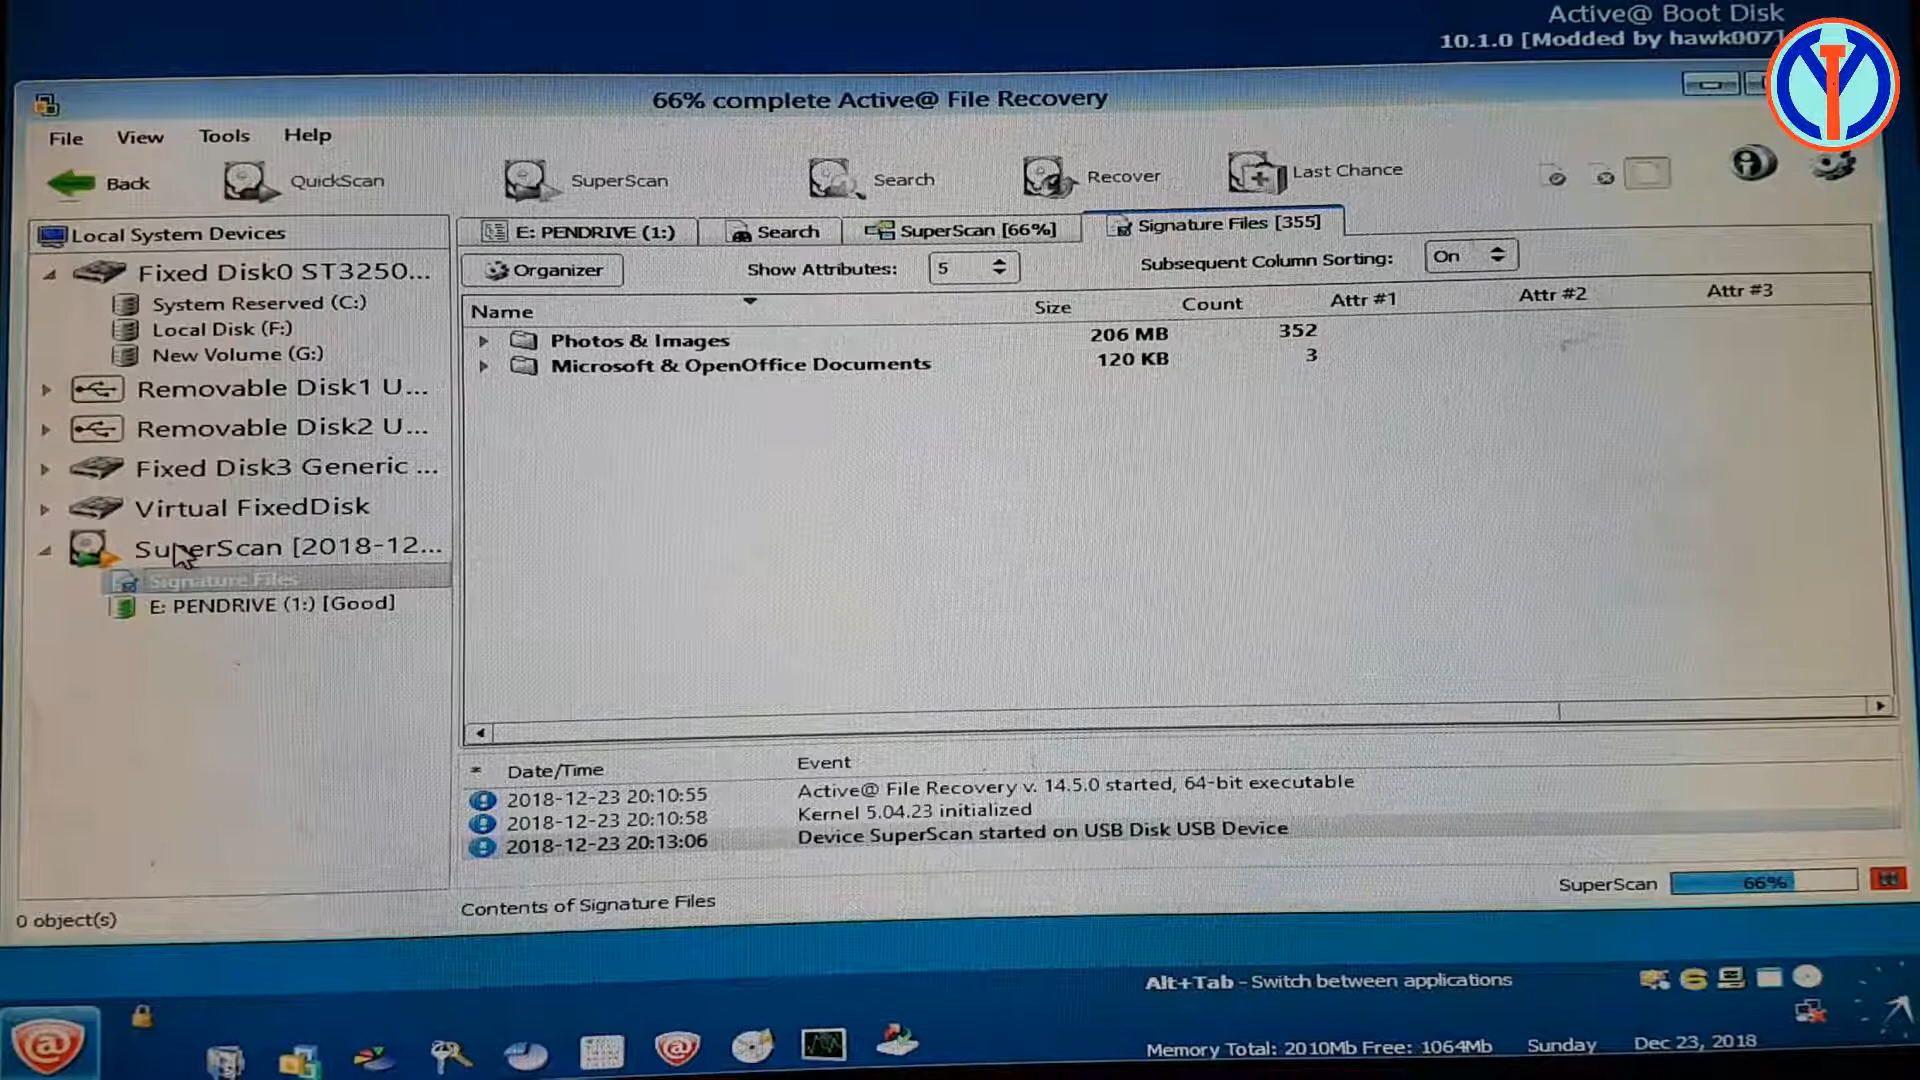 Active@ Boot Disk
10.1.0 [Modded by hawk007]
66% complete Active@ File Recovery
File View Tools Help
Back QuickScan SuperScan Search Recover Last Chance
Local System Devices
E: PENDRIVE (1:) Search SuperScan [66%] Signature Files [355]
Organizer Show Attributes: 5 Subsequent Column Sorting: On
Name Size Count Attr #1 Attr #2 Attr #3
Photos & Images 206 MB 352
Microsoft & OpenOffice Documents 120 KB 3
Fixed Disk0 ST3250...
System Reserved (C:)
Local Disk (F:)
New Volume (G:)
Removable Disk1 U...
Removable Disk2 U...
Fixed Disk3 Generic ...
Virtual FixedDisk
SuperScan [2018-12...
Signature Files
E: PENDRIVE (1:) [Good]
* Date/Time Event
2018-12-23 20:10:55 Active@ File Recovery v. 14.5.0 started, 64-bit executable
2018-12-23 20:10:58 Kernel 5.04.23 initialized
2018-12-23 20:13:06 Device SuperScan started on USB Disk USB Device
SuperScan 66%
0 object(s) Contents of Signature Files
Alt+Tab - Switch between applications
Memory Total: 2010Mb Free: 1064Mb Sunday Dec 23, 2018